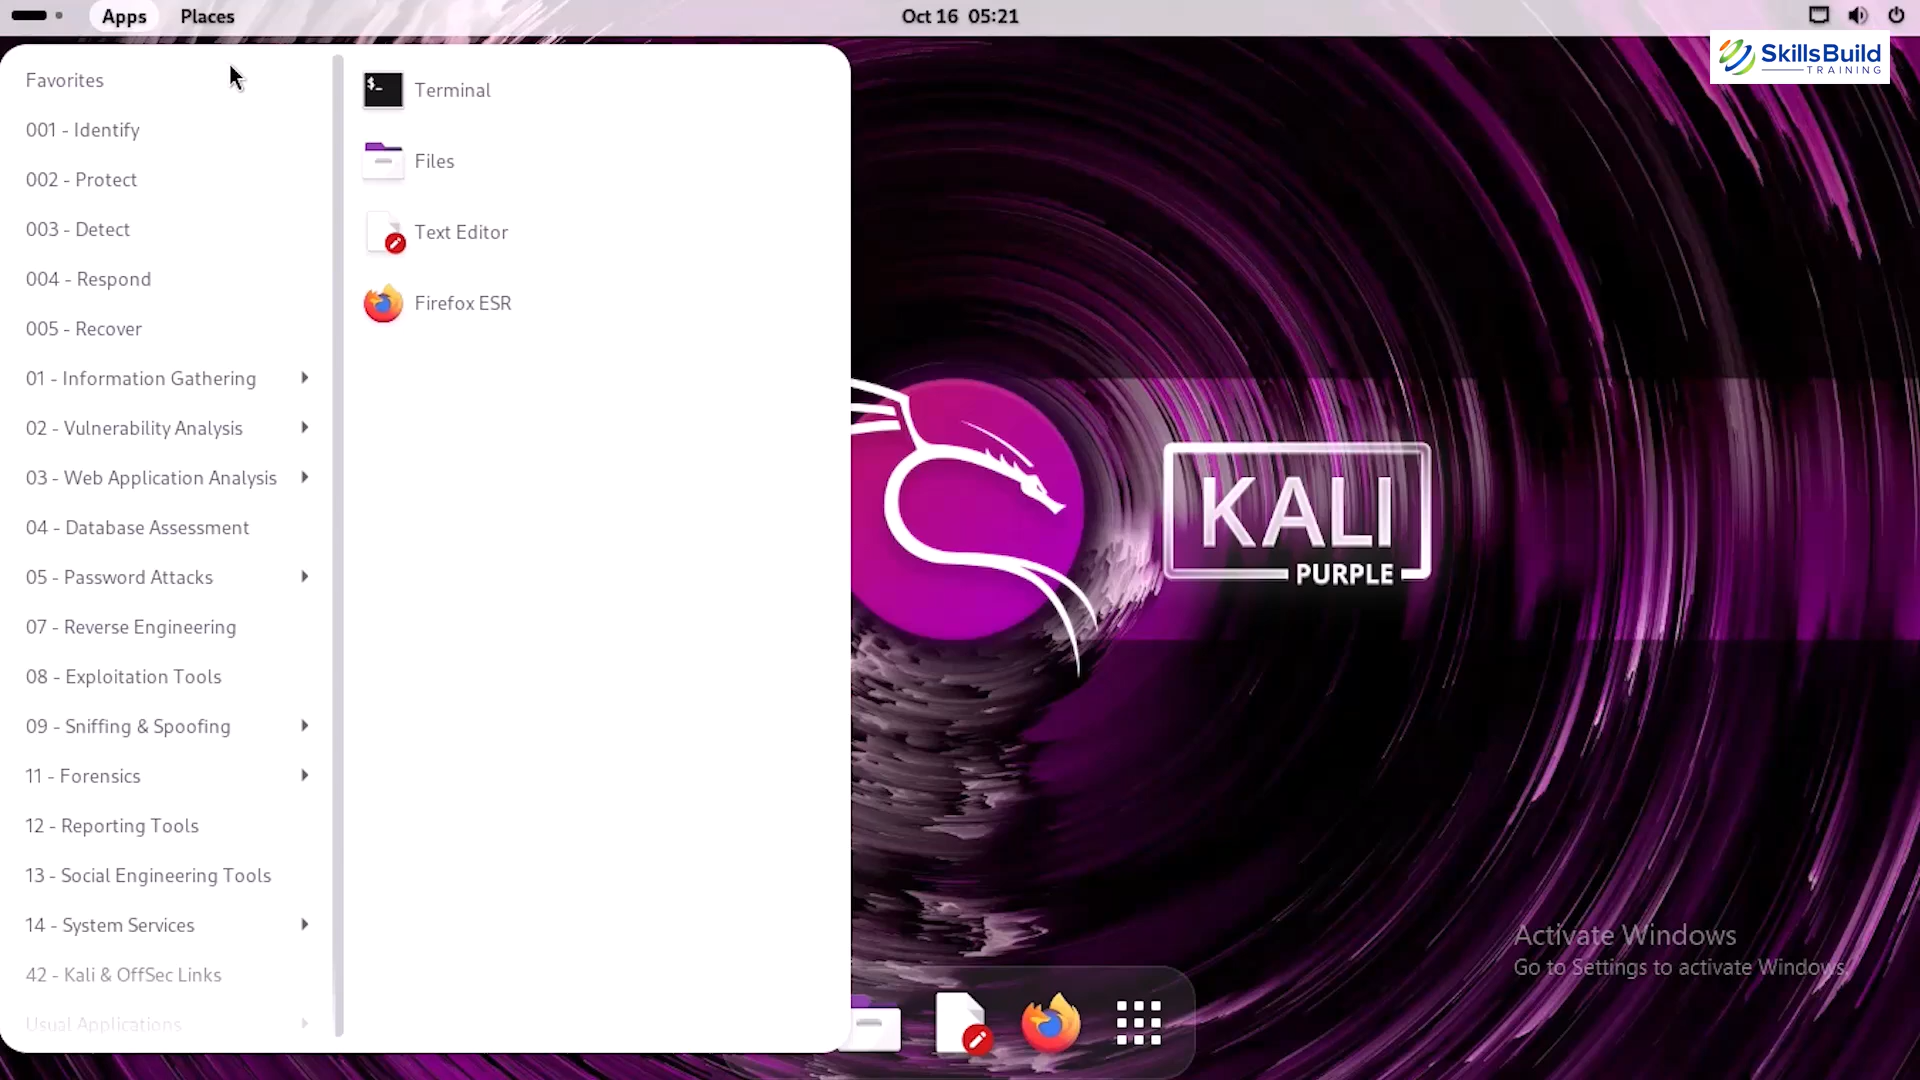 Apps
Places
Oct 16 05:21
SkillsBuild
TRAINING
Favorites
001 - Identify
002 - Protect
003 - Detect
004 - Respond
005 - Recover
01 - Information Gathering
02 - Vulnerability Analysis
03 - Web Application Analysis
04 - Database Assessment
05 - Password Attacks
07 - Reverse Engineering
08 - Exploitation Tools
09 - Sniffing & Spoofing
11 - Forensics
12 - Reporting Tools
13 - Social Engineering Tools
14 - System Services
42 - Kali & OffSec Links
Usual Applications
$_
Terminal
Files
Text Editor
Firefox ESR
KALI
PURPLE
Activate Windows
Go to Settings to activate Windows.